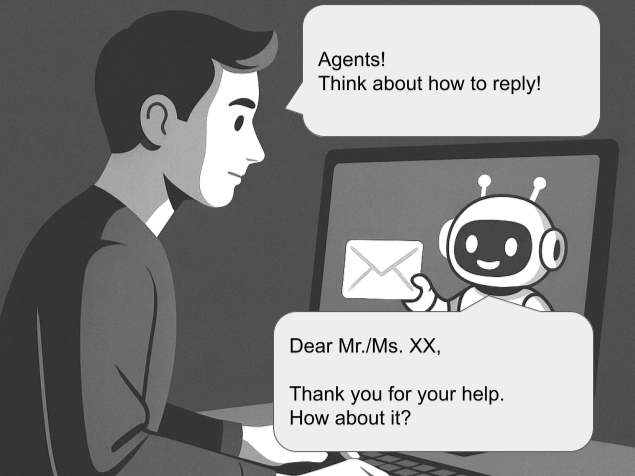 Agents!
Think about how to reply!
Dear Mr./Ms. XX,
Thank you for your help.
How about it?